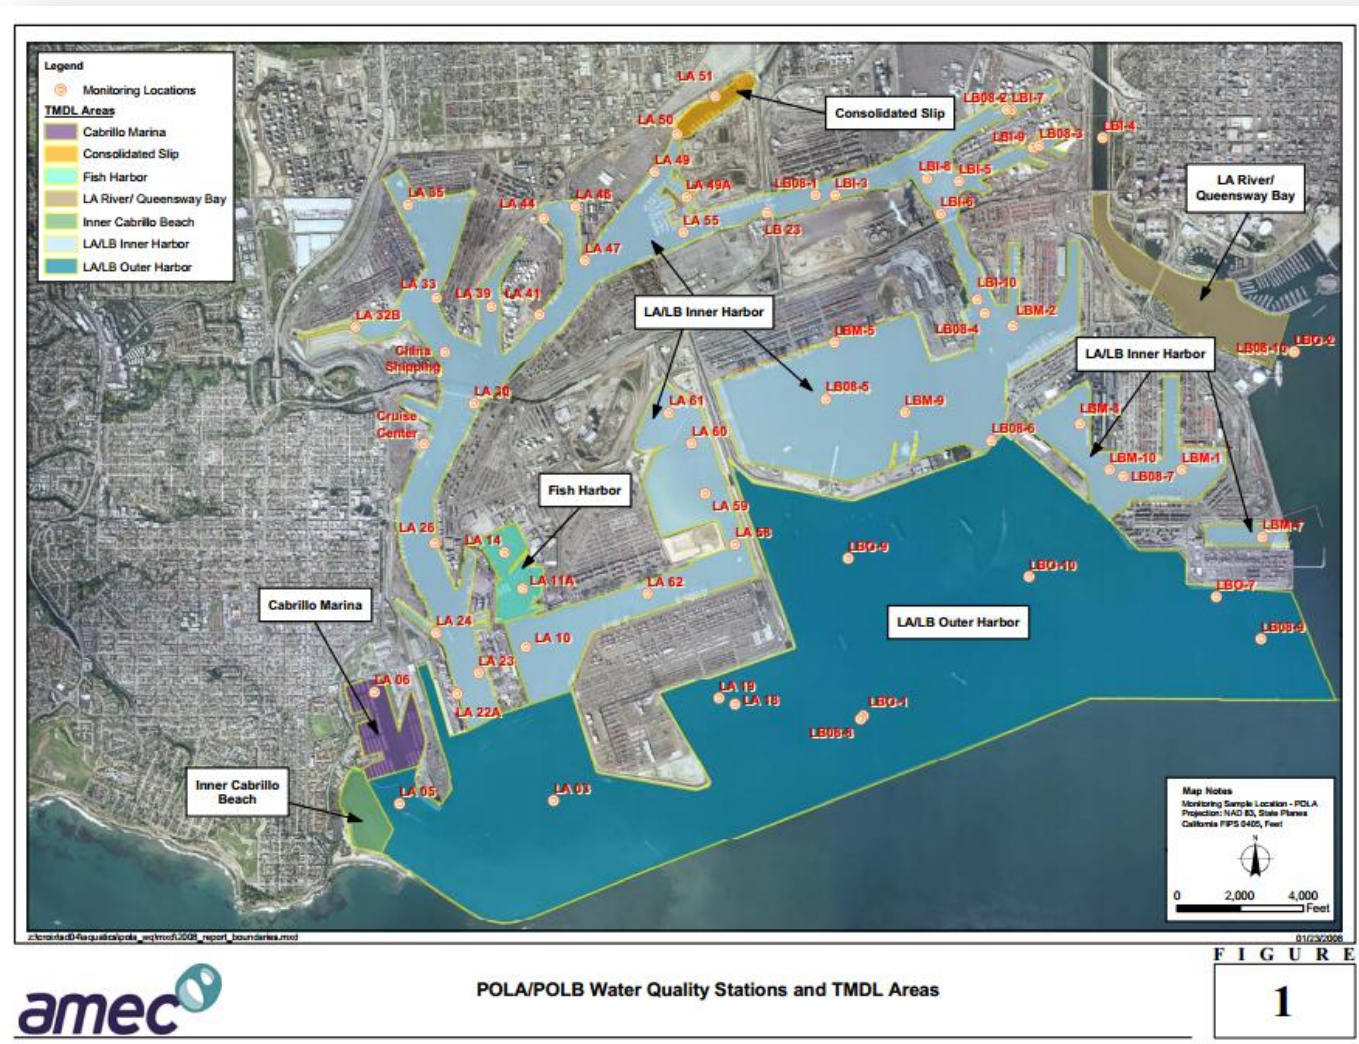 Legend
Monitoring Locations
TMDL Areas
Cabrillo Marina
Consolidated Slip
Fish Harbor
LA River/ Queensway Bay
Inner Cabrillo Beach
LA/LB Inner Harbor
LA/LB Outer Harbor
LA 51
Consolidated Slip
LB08-2
LBI-7
LA 50
LBI-9
LB08-3
LBI-4
LA 49
LA 49A
LB08-1
LBI-3
LBI-5
LA River/
Queensway Bay
LA 35
LA 44
LA 46
LBI-6
LA 55
LB 23
LA 47
LA 33
LA 39
LA 41
LBI-10
LA/LB Inner Harbor
LA 32B
LBM-5
LB08-4
LBM-2
China
Shipping
LA/LB Inner Harbor
LB08-10
LBO-2
LA 30
LB08-5
LA 61
LBM-9
LBM-8
Cruise
Center
LA 60
LB08-6
LBM-10
LBM-1
LB08-7
Fish Harbor
LA 59
LA 26
LA 14
LA 58
LBM-7
LBO-9
LBO-10
LA 11A
LA 62
LBO-7
Cabrillo Marina
LA 24
LA 10
LA/LB Outer Harbor
LB08-9
LA 23
LA 06
LA 19
LA 18
LBO-1
LA 22A
LB08-8
Inner Cabrillo
Beach
LA 05
LA 03
Map Notes
Monitoring Sample Location - POLA
Projection: NAD 83, State Planes
California FIPS 0405, Feet
N
0 2,000 4,000
Feet
01/23/2008
FIGURE
amec
POLA/POLB Water Quality Stations and TMDL Areas
1